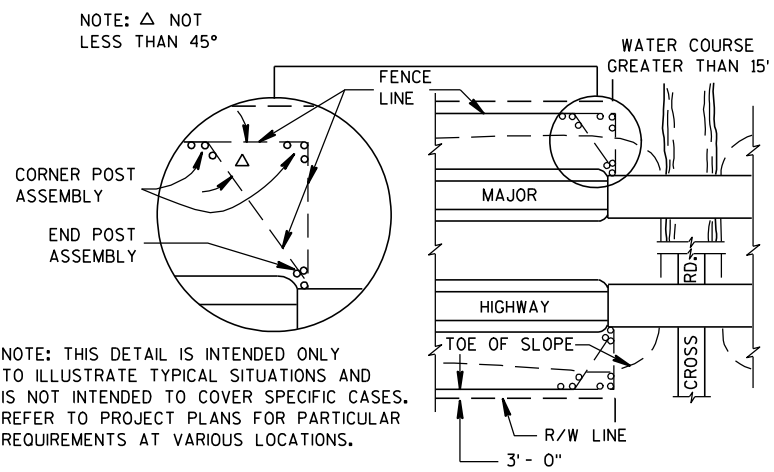 NOTE: △ NOT
LESS THAN 45°
WATER COURSE
GREATER THAN 15'
FENCE
LINE
△
CORNER POST
ASSEMBLY
END POST
ASSEMBLY
MAJOR
HIGHWAY
CROSS RD.
TOE OF SLOPE
R/W LINE
3'- 0"
NOTE: THIS DETAIL IS INTENDED ONLY
TO ILLUSTRATE TYPICAL SITUATIONS AND
IS NOT INTENDED TO COVER SPECIFIC CASES.
REFER TO PROJECT PLANS FOR PARTICULAR
REQUIREMENTS AT VARIOUS LOCATIONS.